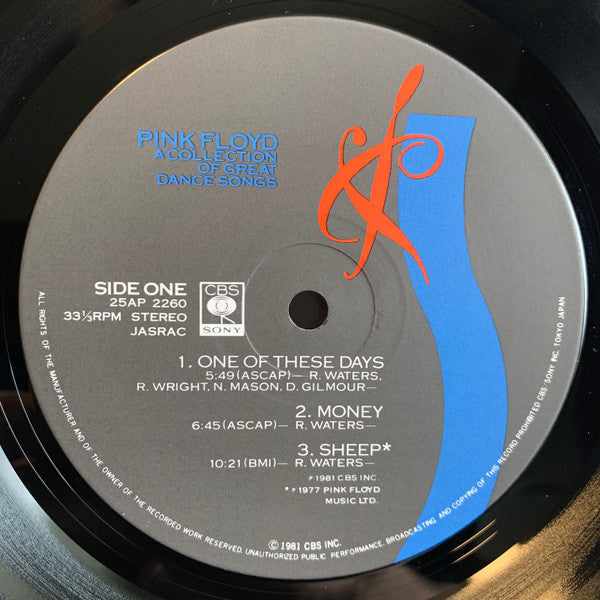 PINK FLOYD
A COLLECTION
OF GREAT
DANCE SONGS
SIDE ONE
25AP 2260
33⅓RPM STEREO
JASRAC
CBS
SONY
1. ONE OF THESE DAYS
5:49(ASCAP)— R. WATERS,
R. WRIGHT, N. MASON, D. GILMOUR—
2. MONEY
6:45(ASCAP)— R. WATERS—
3. SHEEP*
10:21(BMI)— R. WATERS—
℗1981 CBS INC.
*℗1977 PINK FLOYD
MUSIC LTD.
©1981 CBS INC.
ALL RIGHTS OF THE MANUFACTURER AND OF THE OWNER OF THE RECORDED WORK RESERVED. UNAUTHORIZED PUBLIC PERFORMANCE, BROADCASTING AND COPYING OF THIS RECORD PROHIBITED CBS/SONY INC. TOKYO JAPAN